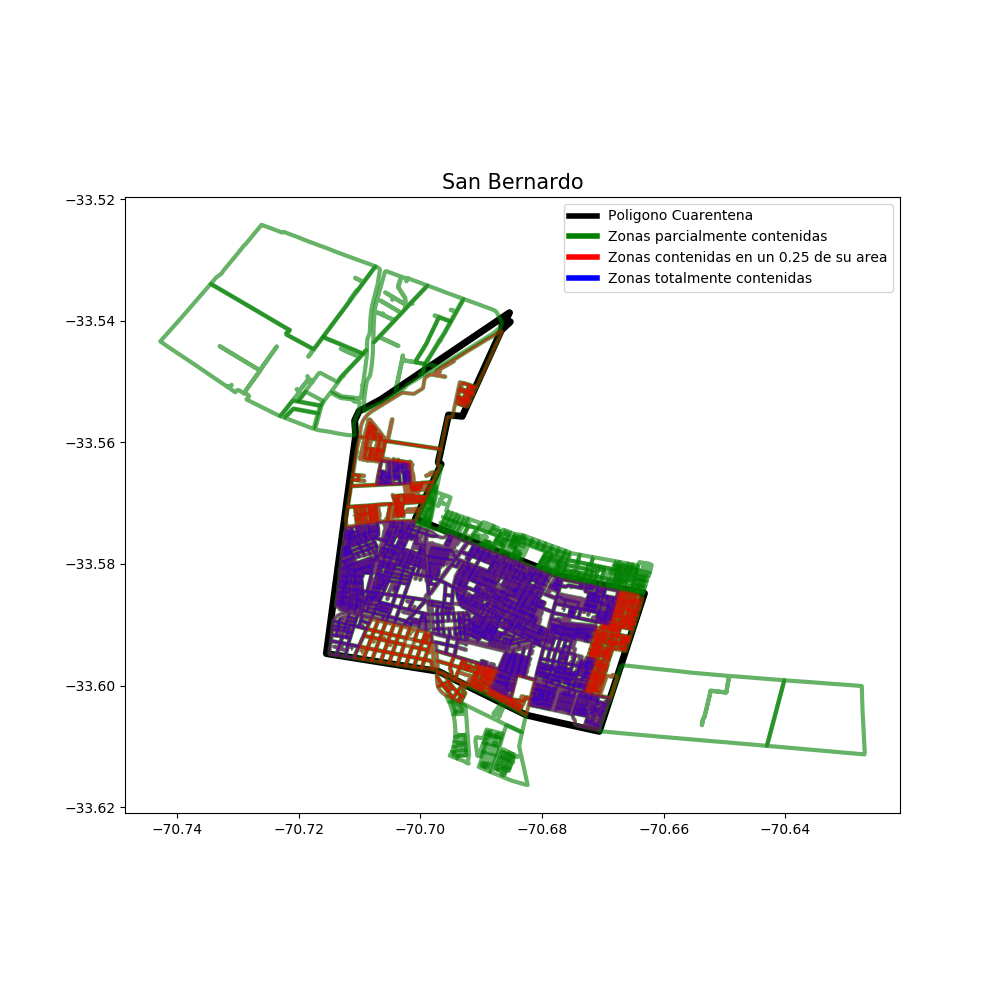 San Bernardo
Poligono Cuarentena
Zonas parcialmente contenidas
Zonas contenidas en un 0.25 de su area
Zonas totalmente contenidas
−33.52
−33.54
−33.56
−33.58
−33.60
−33.62
−70.74
−70.72
−70.70
−70.68
−70.66
−70.64